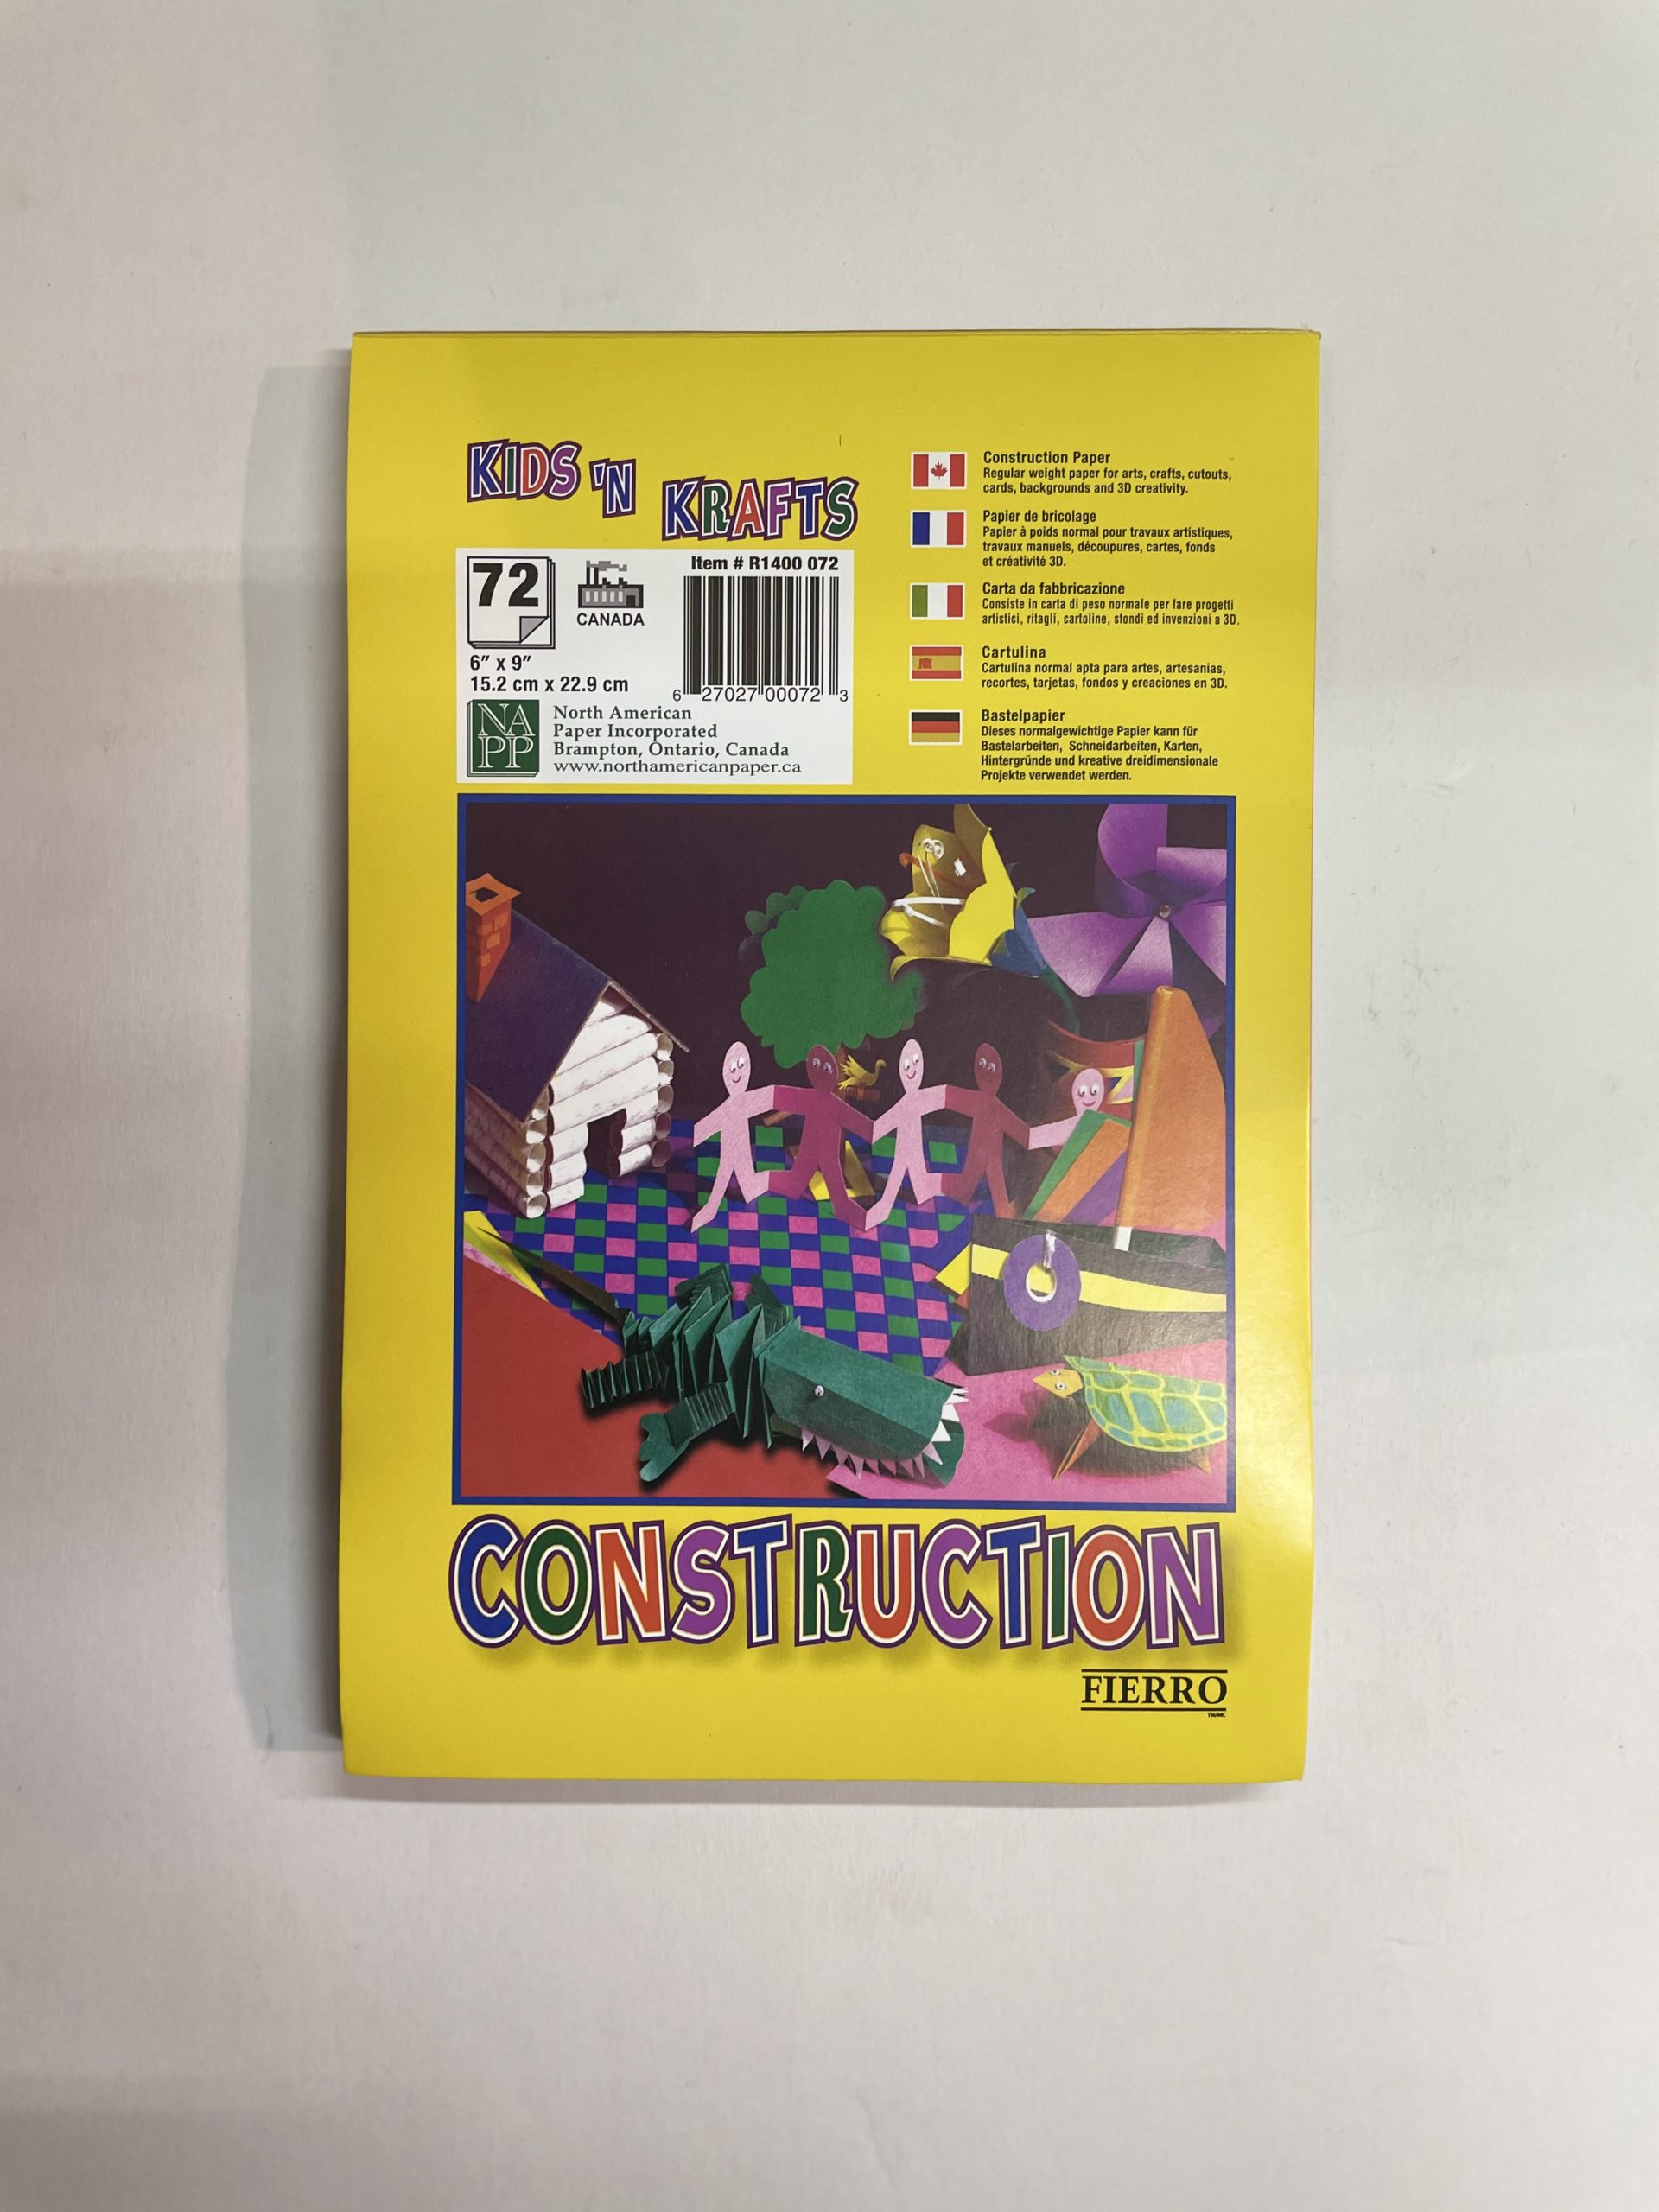 KIDS 'N KRAFTS
72
CANADA
Item # R1400 072
6" x 9"
15.2 cm x 22.9 cm
6 27027 00072 3
NA
PP
North American
Paper Incorporated
Brampton, Ontario, Canada
www.northamericanpaper.ca
Construction Paper
Regular weight paper for arts, crafts, cutouts,
cards, backgrounds and 3D creativity.
Papier de bricolage
Papier à poids normal pour travaux artistiques,
travaux manuels, découpures, cartes, fonds
et créativité 3D.
Carta da fabbricazione
Consiste in carta di peso normale per fare progetti
artistici, ritagli, cartoline, sfondi ed invenzioni a 3D.
Cartulina
Cartulina normal apta para artes, artesanias,
recortes, tarjetas, fondos y creaciones en 3D.
Bastelpapier
Dieses normalgewichtige Papier kann für
Bastelarbeiten, Schneidarbeiten, Karten,
Hintergründe und kreative dreidimensionale
Projekte verwendet werden.
CONSTRUCTION
FIERRO
TM/MC